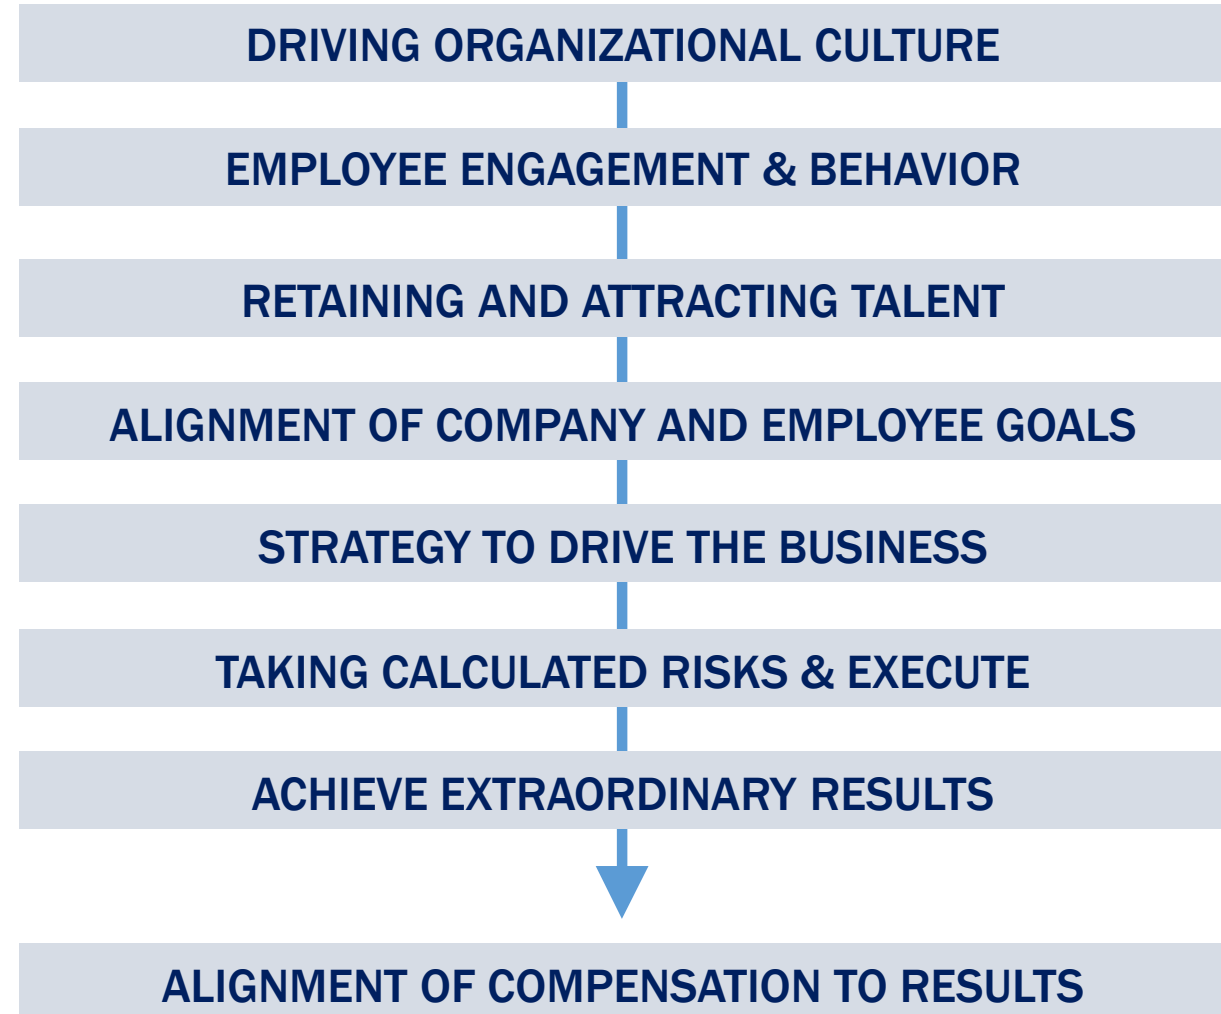 DRIVING ORGANIZATIONAL CULTURE
EMPLOYEE ENGAGEMENT & BEHAVIOR
RETAINING AND ATTRACTING TALENT
ALIGNMENT OF COMPANY AND EMPLOYEE GOALS
STRATEGY TO DRIVE THE BUSINESS
TAKING CALCULATED RISKS & EXECUTE
ACHIEVE EXTRAORDINARY RESULTS
ALIGNMENT OF COMPENSATION TO RESULTS